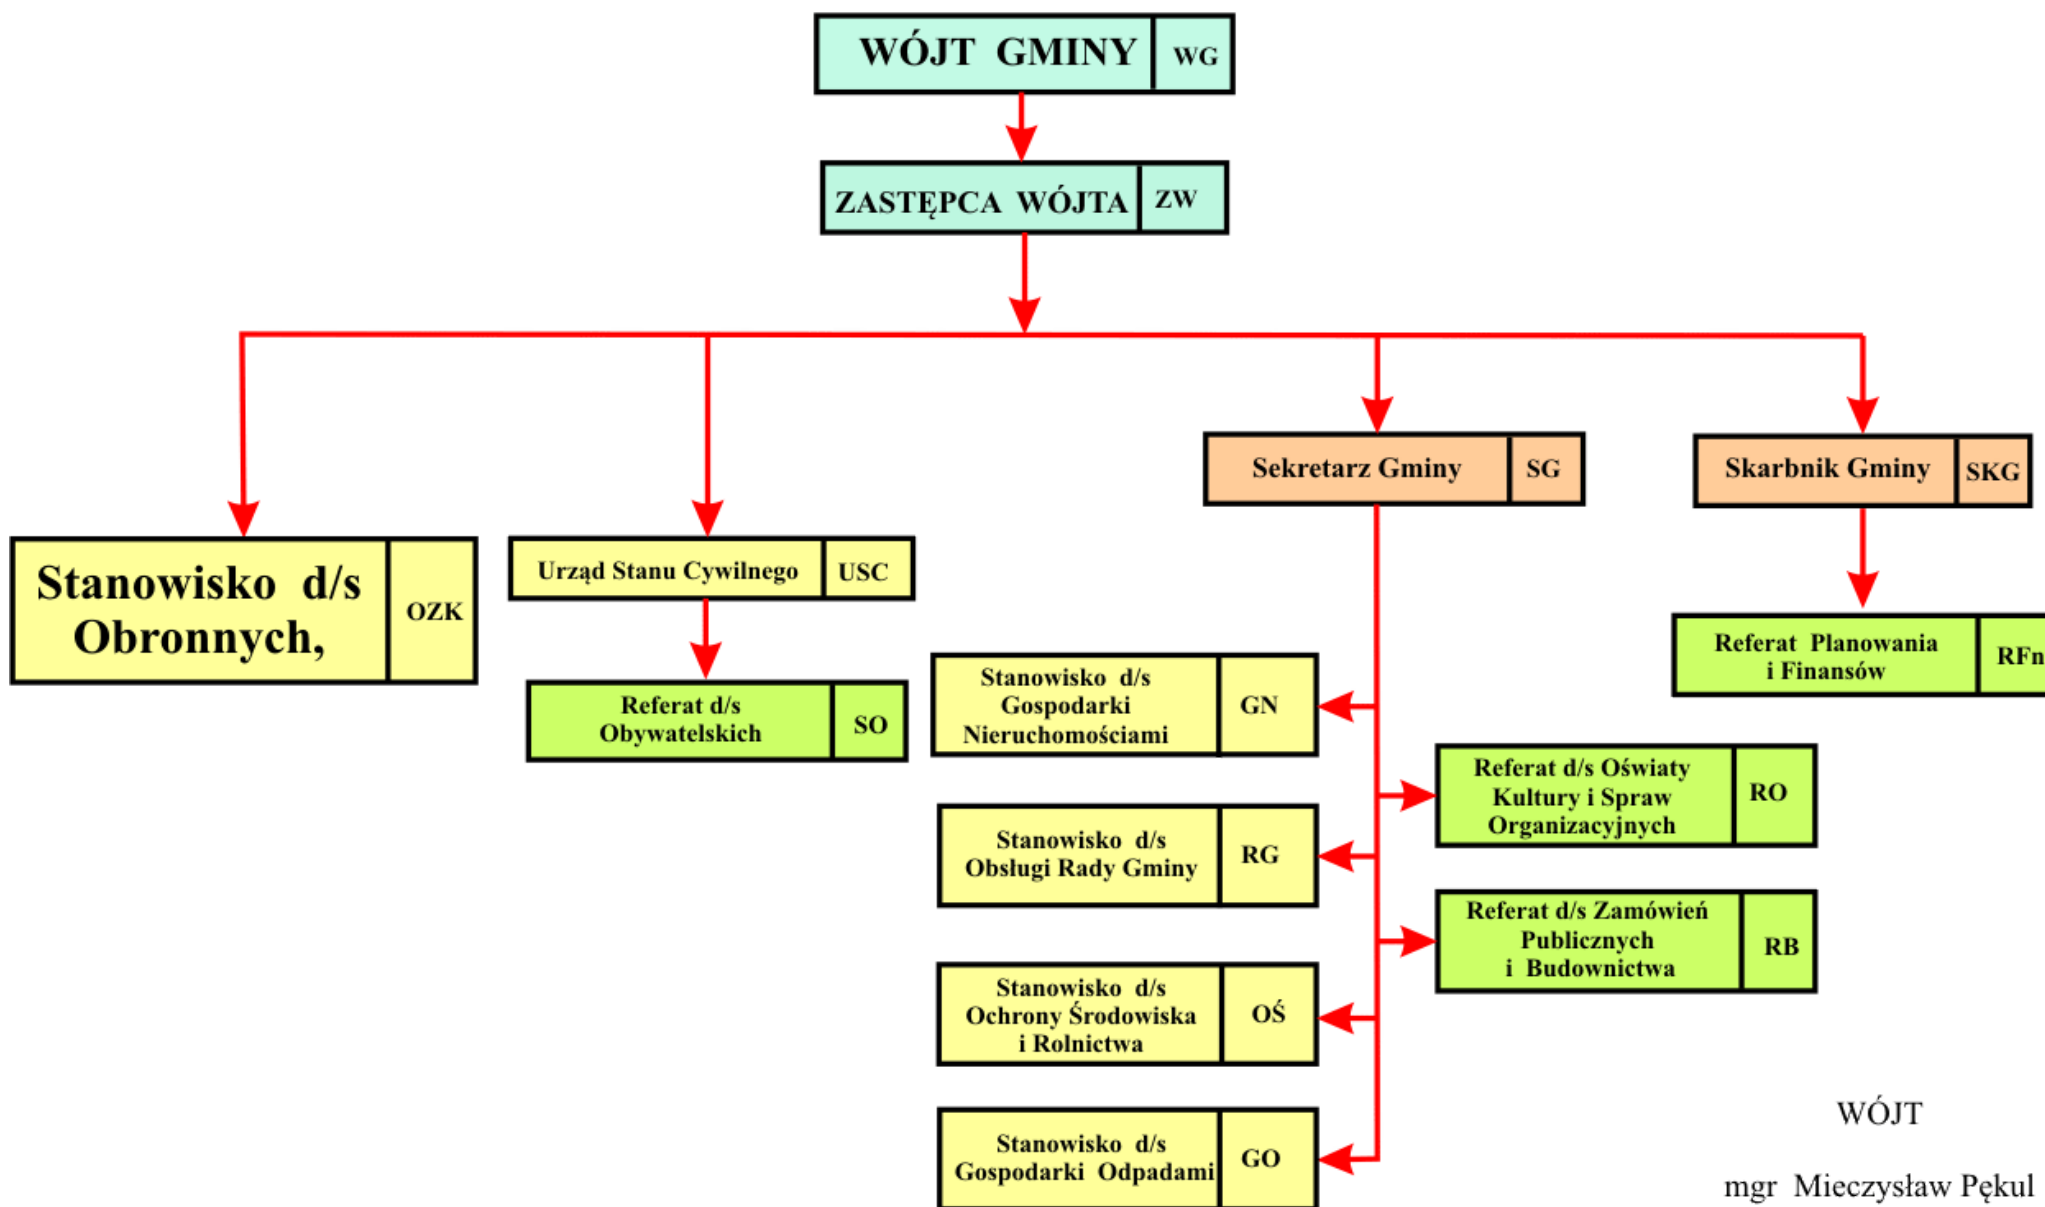 WÓJT GMINY
WG
ZASTĘPCA WÓJTA
ZW
Sekretarz Gminy
SG
Skarbnik Gminy
SKG
Stanowisko d/s
Obronnych,
OZK
Urząd Stanu Cywilnego
USC
Referat d/s
Obywatelskich
SO
Stanowisko d/s
Gospodarki
Nieruchomościami
GN
Referat Planowania
i Finansów
RFn
Referat d/s Oświaty
Kultury i Spraw
Organizacyjnych
RO
Stanowisko d/s
Obsługi Rady Gminy
RG
Referat d/s Zamówień
Publicznych
i Budownictwa
RB
Stanowisko d/s
Ochrony Środowiska
i Rolnictwa
OŚ
Stanowisko d/s
Gospodarki Odpadami
GO
WÓJT
mgr Mieczysław Pękul